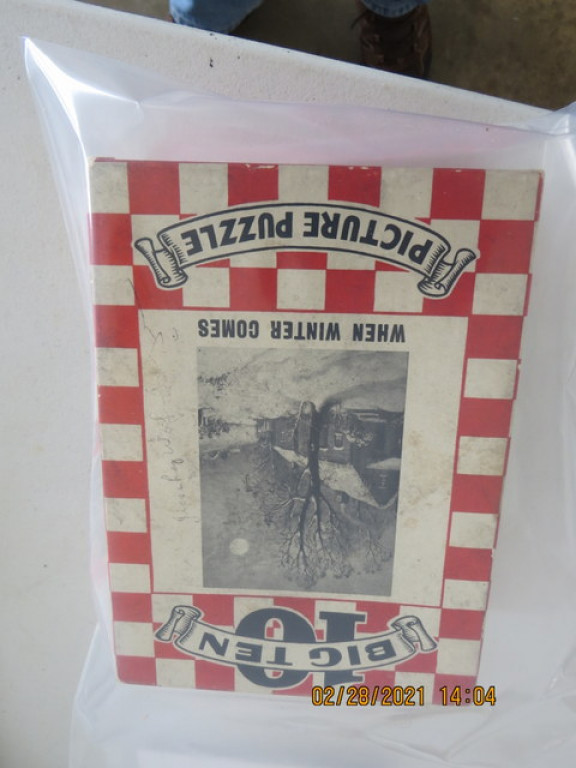 BIG TEN
10
WHEN WINTER COMES
PICTURE PUZZLE
02/28/2021 14:04